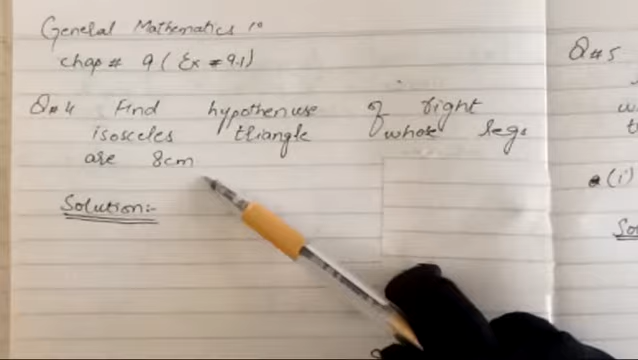 General Mathematics 10
chap# 9 (Ex # 9.1)
Q#4 Find hypothenuse of right
isosceles triangle whose legs
are 8cm
Solution:-
Q#5
(i)